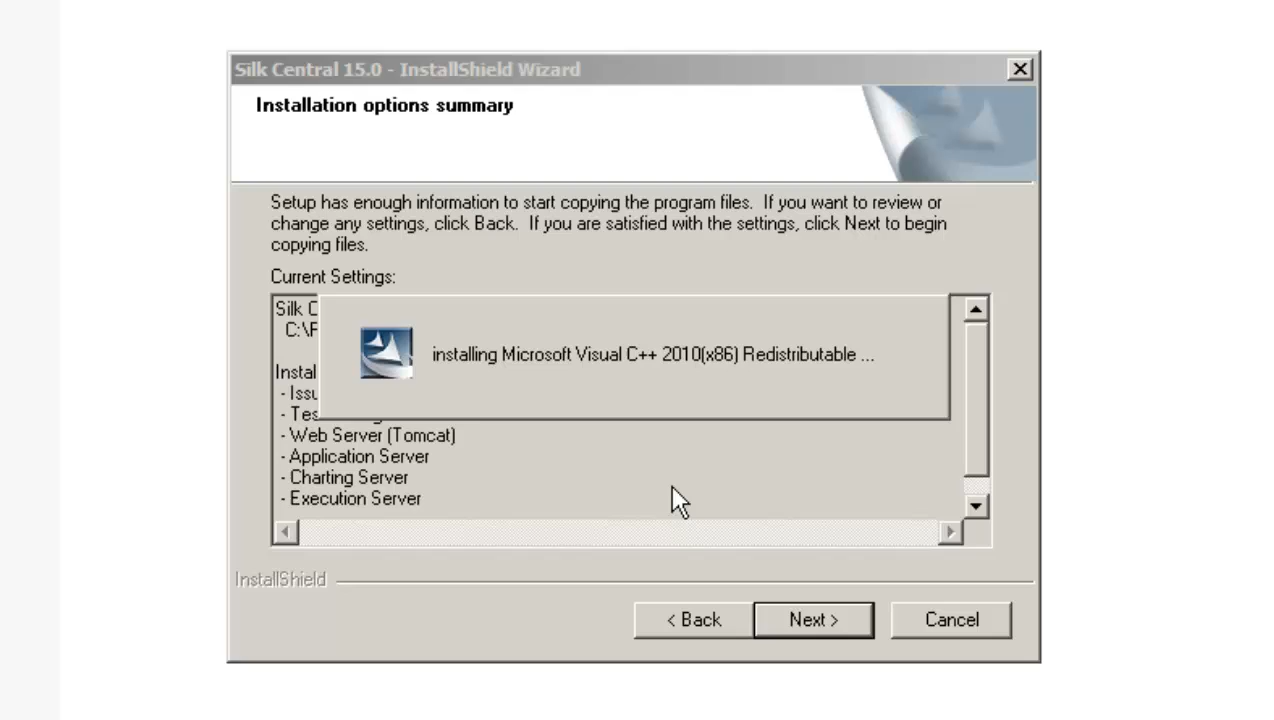 Silk Central 15.0 - InstallShield Wizard
Installation options summary
Setup has enough information to start copying the program files. If you want to review or
change any settings, click Back. If you are satisfied with the settings, click Next to begin
copying files.
Current Settings:
Silk C
C:\F
installing Microsoft Visual C++ 2010(x86) Redistributable ...
Instal
- Issu
- Tes
- Web Server (Tomcat)
- Application Server
- Charting Server
- Execution Server
InstallShield
< Back
Next >
Cancel